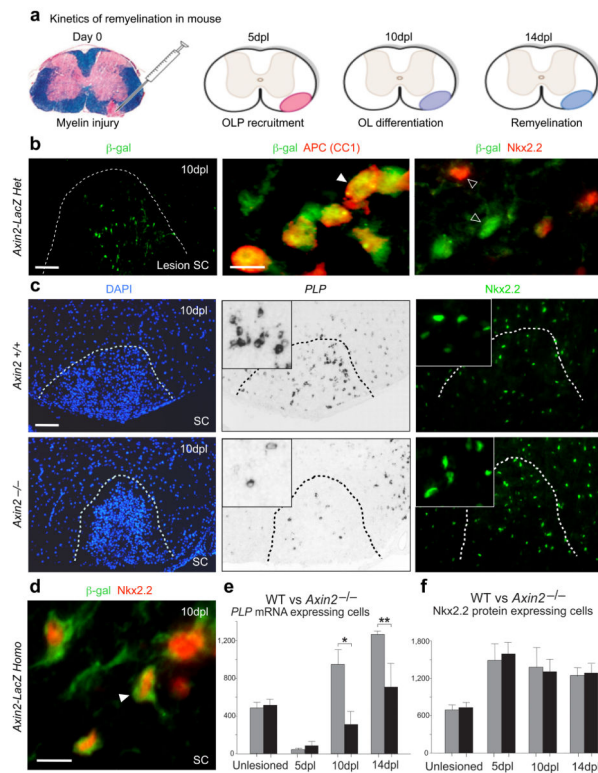 a Kinetics of remyelination in mouse
Day 0 5dpl 10dpl 14dpl
Myelin injury OLP recruitment OL differentiation Remyelination
b β-gal β-gal APC (CC1) β-gal Nkx2.2
Axin2-LacZ Het
10dpl
Lesion SC
c DAPI PLP Nkx2.2
Axin2 +/+
10dpl
SC
Axin2 −/−
10dpl
SC
d β-gal Nkx2.2
Axin2-LacZ Homo
10dpl
SC
e WT vs Axin2−/−
PLP mRNA expressing cells
1,200
800
400
0
* **
Unlesioned 5dpl 10dpl 14dpl
f WT vs Axin2−/−
Nkx2.2 protein expressing cells
1,800
1,200
600
0
Unlesioned 5dpl 10dpl 14dpl